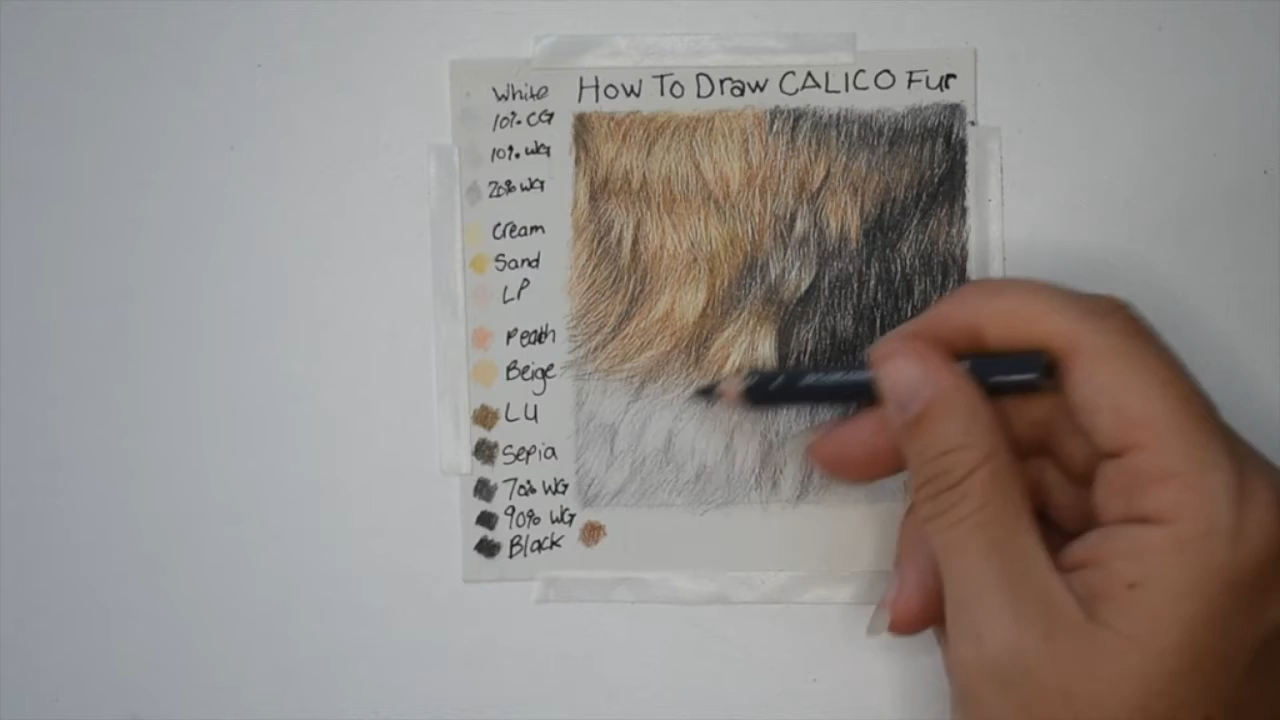 How To Draw CALICO Fur
White
10% CG
10% WG
20% WG
Cream
Sand
LP
Peach
Beige
LU
Sepia
70% WG
90% WG
Black